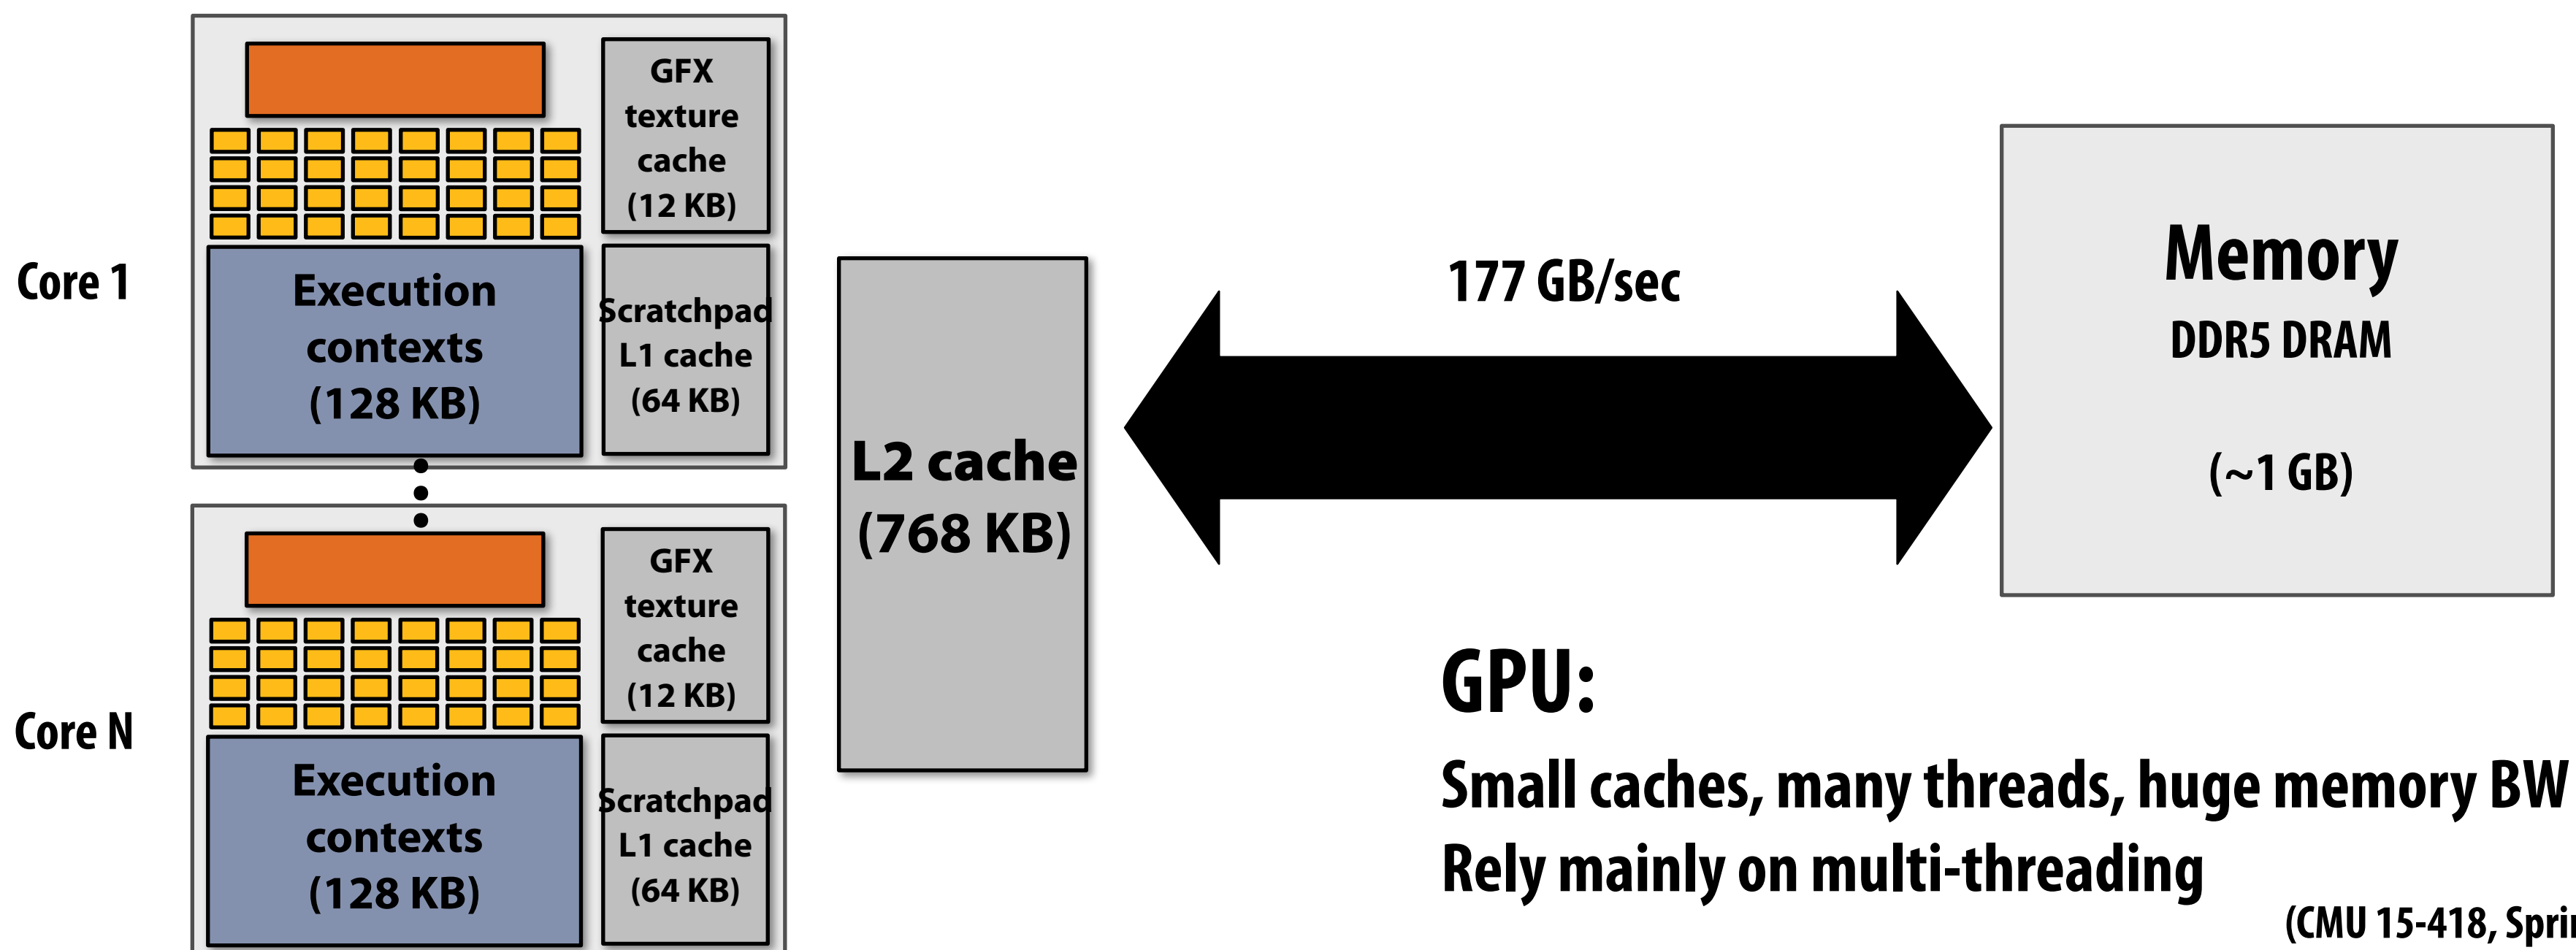 Core 1
GFX
texture
cache
(12 KB)
Execution
contexts
(128 KB)
Scratchpad
L1 cache
(64 KB)
Core N
GFX
texture
cache
(12 KB)
Execution
contexts
(128 KB)
Scratchpad
L1 cache
(64 KB)
L2 cache
(768 KB)
177 GB/sec
Memory
DDR5 DRAM
(~1 GB)
GPU:
Small caches, many threads, huge memory BW
Rely mainly on multi-threading
(CMU 15-418,